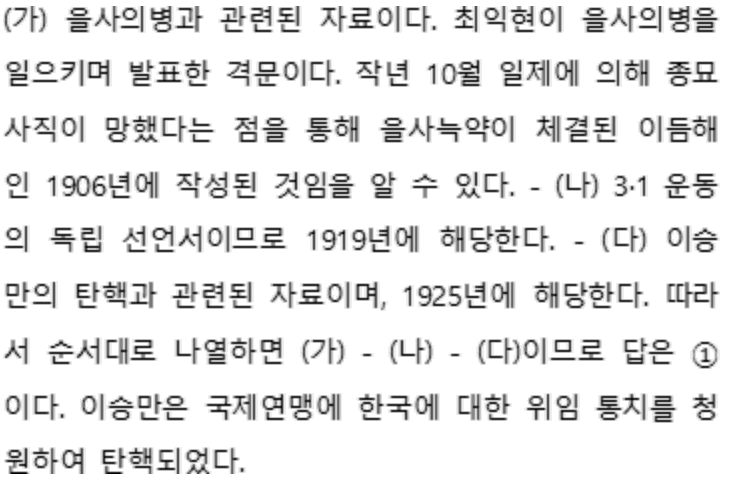 (가) 을사의병과 관련된 자료이다. 최익현이 을사의병을
일으키며 발표한 격문이다. 작년 10월 일제에 의해 종묘
사직이 망했다는 점을 통해 을사늑약이 체결된 이듬해
인 1906년에 작성된 것임을 알 수 있다. - (나) 3·1 운동
의 독립 선언서이므로 1919년에 해당한다. - (다) 이승
만의 탄핵과 관련된 자료이며, 1925년에 해당한다. 따라
서 순서대로 나열하면 (가) - (나) - (다)이므로 답은 ①
이다. 이승만은 국제연맹에 한국에 대한 위임 통치를 청
원하여 탄핵되었다.